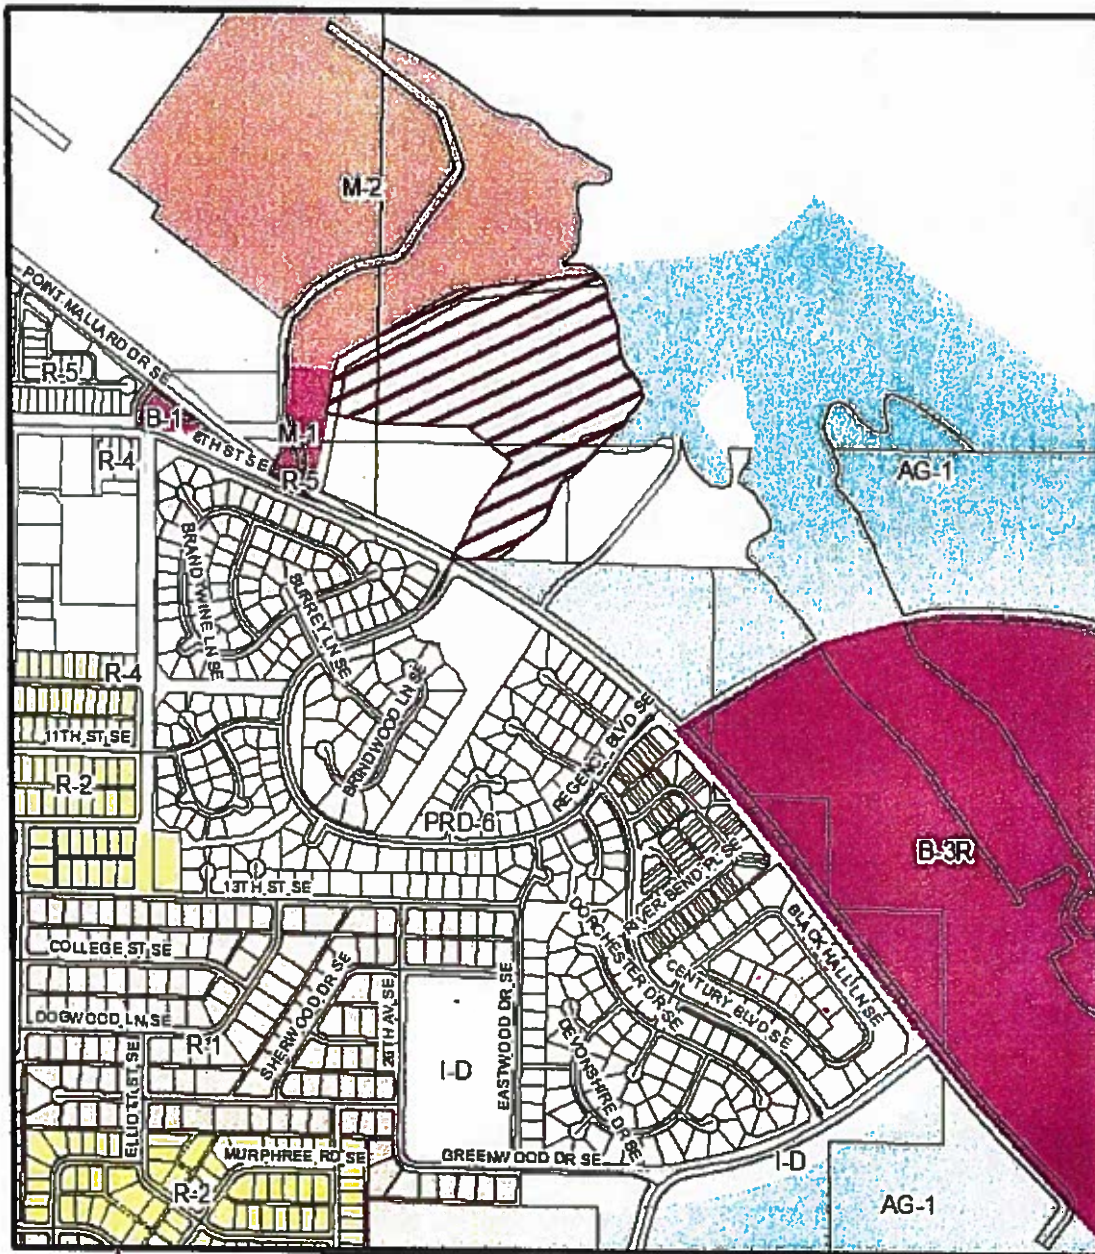 M-2
POINT MALLARD DR SE
R-5
B-1
6TH ST SE
M-1
R-4
R-5
AG-1
BRANDYWINE LN SE
SURREY LN SE
R-4
BRINDWOOD LN SE
REGENCY BLVD SE
11TH ST SE
R-2
PRD-6
B-3R
RIVER BEND PL SE
13TH ST SE
DORCHESTER DR SE
BLACKHALL LN SE
COLLEGE ST SE
SHERWOOD DR SE
CENTURY BLVD SE
DOGWOOD LN SE
R-1
20TH AV SE
EASTWOOD DR SE
DEVONSHIRE DR SE
I-D
ELLIOTT ST SE
MURPHREE RD SE
GREENWOOD DR SE
I-D
R-2
AG-1